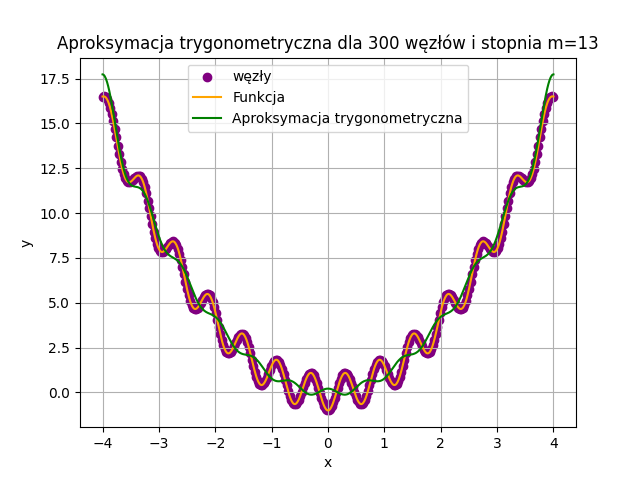 Aproksymacja trygonometryczna dla 300 węzłów i stopnia m=13
węzły
Funkcja
Aproksymacja trygonometryczna
17.5
15.0
12.5
10.0
7.5
5.0
2.5
0.0
y
−4 −3 −2 −1 0 1 2 3 4
x